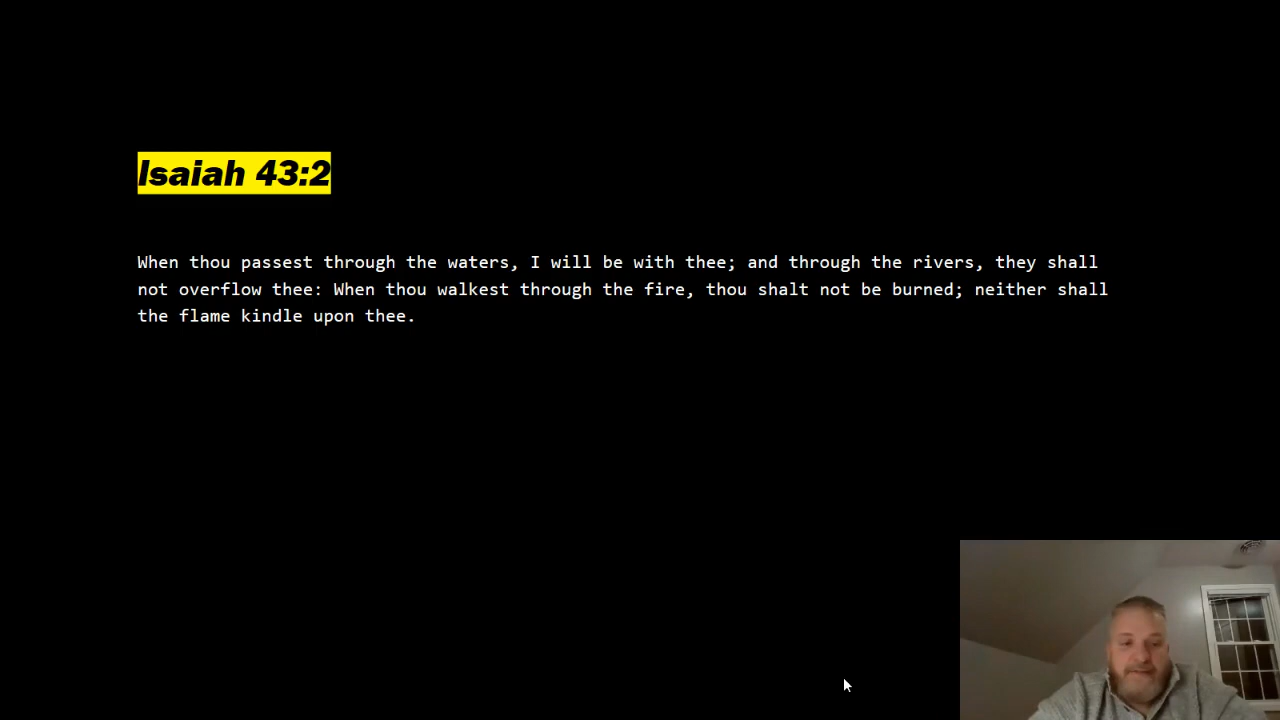 Isaiah 43:2
When thou passest through the waters, I will be with thee; and through the rivers, they shall
not overflow thee: When thou walkest through the fire, thou shalt not be burned; neither shall
the flame kindle upon thee.